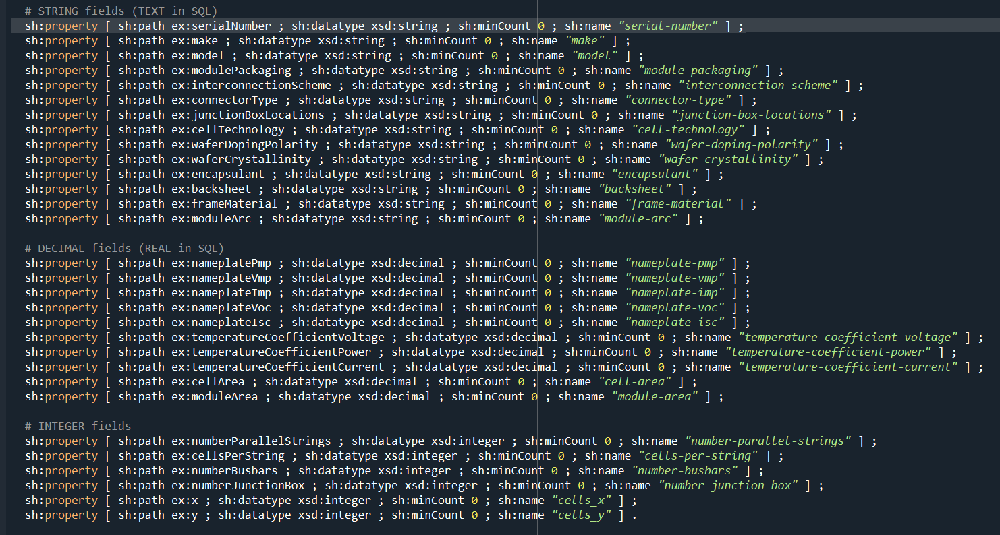 # STRING fields (TEXT in SQL)
sh:property [ sh:path ex:serialNumber ; sh:datatype xsd:string ; sh:minCount 0 ; sh:name "serial-number" ] ;
sh:property [ sh:path ex:make ; sh:datatype xsd:string ; sh:minCount 0 ; sh:name "make" ] ;
sh:property [ sh:path ex:model ; sh:datatype xsd:string ; sh:minCount 0 ; sh:name "model" ] ;
sh:property [ sh:path ex:modulePackaging ; sh:datatype xsd:string ; sh:minCount 0 ; sh:name "module-packaging" ] ;
sh:property [ sh:path ex:interconnectionScheme ; sh:datatype xsd:string ; sh:minCount 0 ; sh:name "interconnection-scheme" ] ;
sh:property [ sh:path ex:connectorType ; sh:datatype xsd:string ; sh:minCount 0 ; sh:name "connector-type" ] ;
sh:property [ sh:path ex:junctionBoxLocations ; sh:datatype xsd:string ; sh:minCount 0 ; sh:name "junction-box-locations" ] ;
sh:property [ sh:path ex:cellTechnology ; sh:datatype xsd:string ; sh:minCount 0 ; sh:name "cell-technology" ] ;
sh:property [ sh:path ex:waferDopingPolarity ; sh:datatype xsd:string ; sh:minCount 0 ; sh:name "wafer-doping-polarity" ] ;
sh:property [ sh:path ex:waferCrystallinity ; sh:datatype xsd:string ; sh:minCount 0 ; sh:name "wafer-crystallinity" ] ;
sh:property [ sh:path ex:encapsulant ; sh:datatype xsd:string ; sh:minCount 0 ; sh:name "encapsulant" ] ;
sh:property [ sh:path ex:backsheet ; sh:datatype xsd:string ; sh:minCount 0 ; sh:name "backsheet" ] ;
sh:property [ sh:path ex:frameMaterial ; sh:datatype xsd:string ; sh:minCount 0 ; sh:name "frame-material" ] ;
sh:property [ sh:path ex:moduleArc ; sh:datatype xsd:string ; sh:minCount 0 ; sh:name "module-arc" ] ;
# DECIMAL fields (REAL in SQL)
sh:property [ sh:path ex:nameplatePmp ; sh:datatype xsd:decimal ; sh:minCount 0 ; sh:name "nameplate-pmp" ] ;
sh:property [ sh:path ex:nameplateVmp ; sh:datatype xsd:decimal ; sh:minCount 0 ; sh:name "nameplate-vmp" ] ;
sh:property [ sh:path ex:nameplateImp ; sh:datatype xsd:decimal ; sh:minCount 0 ; sh:name "nameplate-imp" ] ;
sh:property [ sh:path ex:nameplateVoc ; sh:datatype xsd:decimal ; sh:minCount 0 ; sh:name "nameplate-voc" ] ;
sh:property [ sh:path ex:nameplateIsc ; sh:datatype xsd:decimal ; sh:minCount 0 ; sh:name "nameplate-isc" ] ;
sh:property [ sh:path ex:temperatureCoefficientVoltage ; sh:datatype xsd:decimal ; sh:minCount 0 ; sh:name "temperature-coefficient-voltage" ] ;
sh:property [ sh:path ex:temperatureCoefficientPower ; sh:datatype xsd:decimal ; sh:minCount 0 ; sh:name "temperature-coefficient-power" ] ;
sh:property [ sh:path ex:temperatureCoefficientCurrent ; sh:datatype xsd:decimal ; sh:minCount 0 ; sh:name "temperature-coefficient-current" ] ;
sh:property [ sh:path ex:cellArea ; sh:datatype xsd:decimal ; sh:minCount 0 ; sh:name "cell-area" ] ;
sh:property [ sh:path ex:moduleArea ; sh:datatype xsd:decimal ; sh:minCount 0 ; sh:name "module-area" ] ;
# INTEGER fields
sh:property [ sh:path ex:numberParallelStrings ; sh:datatype xsd:integer ; sh:minCount 0 ; sh:name "number-parallel-strings" ] ;
sh:property [ sh:path ex:cellsPerString ; sh:datatype xsd:integer ; sh:minCount 0 ; sh:name "cells-per-string" ] ;
sh:property [ sh:path ex:numberBusbars ; sh:datatype xsd:integer ; sh:minCount 0 ; sh:name "number-busbars" ] ;
sh:property [ sh:path ex:numberJunctionBox ; sh:datatype xsd:integer ; sh:minCount 0 ; sh:name "number-junction-box" ] ;
sh:property [ sh:path ex:x ; sh:datatype xsd:integer ; sh:minCount 0 ; sh:name "cells_x" ] ;
sh:property [ sh:path ex:y ; sh:datatype xsd:integer ; sh:minCount 0 ; sh:name "cells_y" ] .